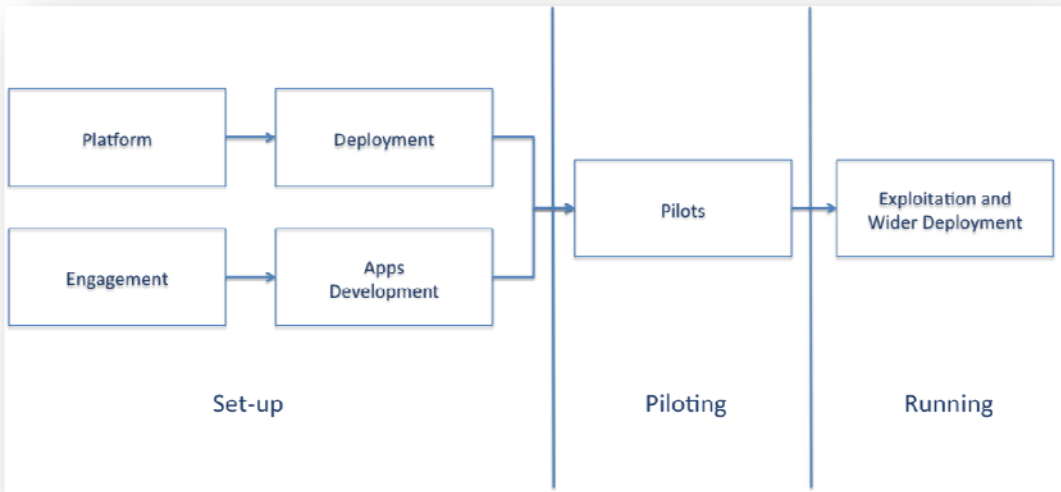 Platform
Deployment
Engagement
Apps
Development
Pilots
Exploitation and
Wider Deployment
Set-up
Piloting
Running